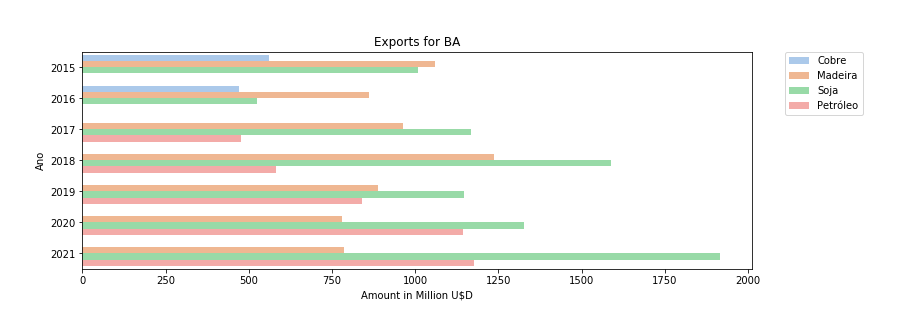 Exports for BA
Cobre
Madeira
Soja
Petróleo
Ano
2015
2016
2017
2018
2019
2020
2021
0 250 500 750 1000 1250 1500 1750 2000
Amount in Million U$D